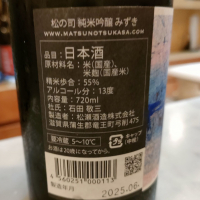 松の司 純米吟醸 みずき
WWW.MATSUNOTSUKASA.COM
日本酒
原材料名：米（国産）、
米麹（国産米）
精米歩合：55%
アルコール分：13度
内容量：720ml
杜氏：石田 敬三
製造者：松瀬酒造株式会社
滋賀県蒲生郡竜王町弓削475
要冷蔵 5～10℃
お酒は20歳になってから。
4560251000113
製造年月
2025.06